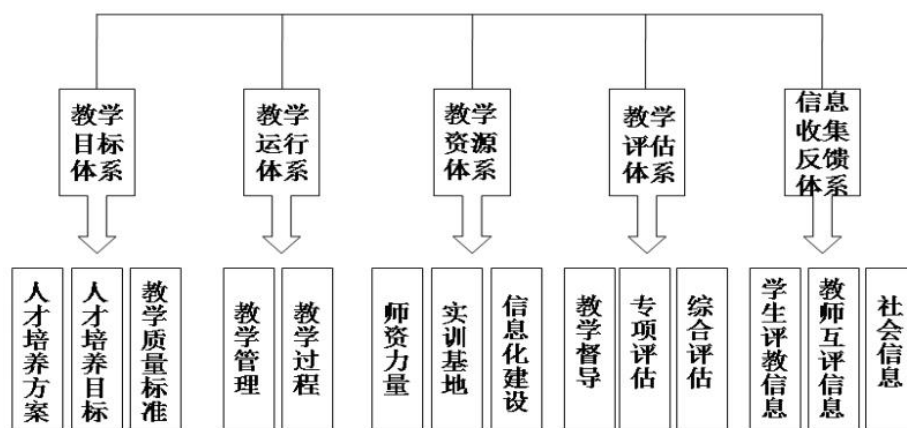 教学
目标
体系
教学
运行
体系
教学
资源
体系
教学
评估
体系
信息
收集
反馈
体系
人才培养方案
人才培养目标
教学质量标准
教学管理
教学过程
师资力量
实训基地
信息化建设
教学督导
专项评估
综合评估
学生评教信息
教师互评信息
社会信息